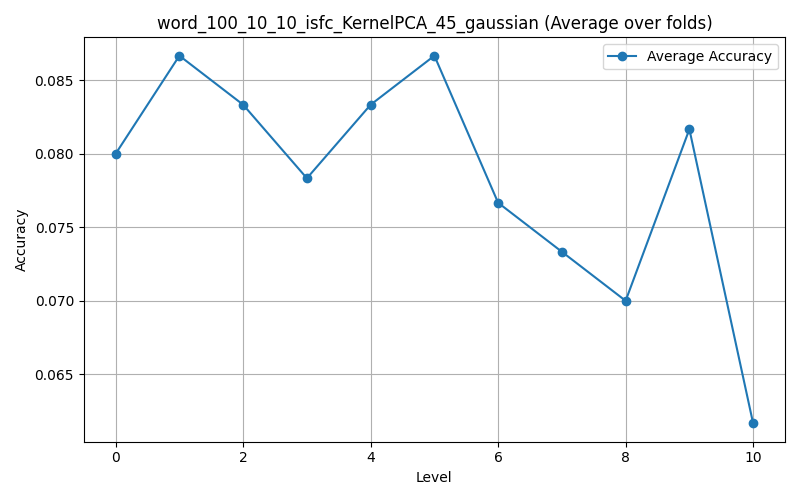 word_100_10_10_isfc_KernelPCA_45_gaussian (Average over folds)
Average Accuracy
0.085
0.080
0.075
0.070
0.065
Accuracy
0 2 4 6 8 10
Level